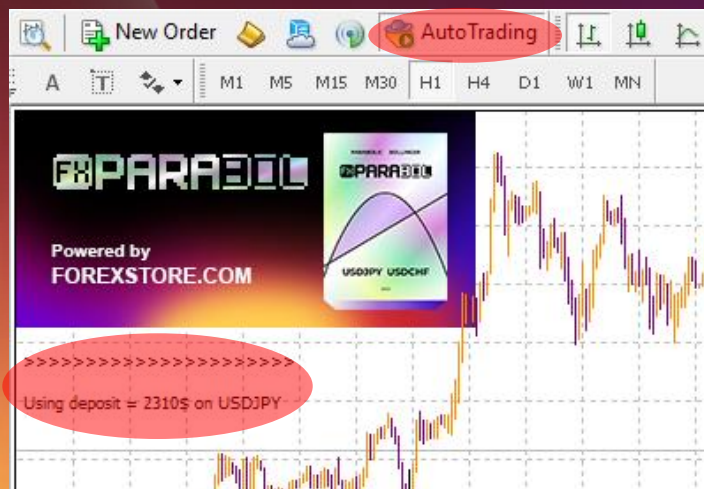 New Order
AutoTrading
A T M1 M5 M15 M30 H1 H4 D1 W1 MN
FXPARABOL
Powered by
FOREXSTORE.COM
FXPARABOL
USDJPY USDCHF
>>>>>>>>>>>>>>>>>>>>>>
Using deposit = 2310$ on USDJPY